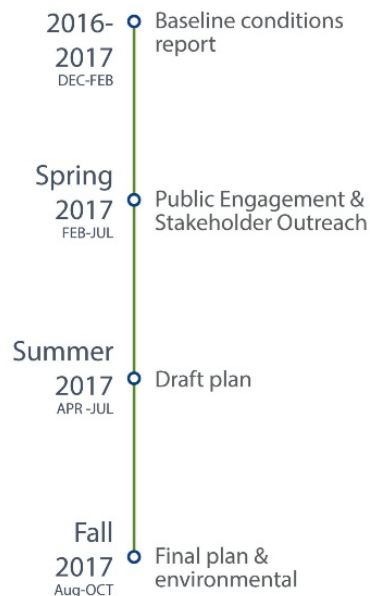 2016-
2017
DEC-FEB
Baseline conditions
report
Spring
2017
FEB-JUL
Public Engagement &
Stakeholder Outreach
Summer
2017
APR -JUL
Draft plan
Fall
2017
Aug-OCT
Final plan &
environmental